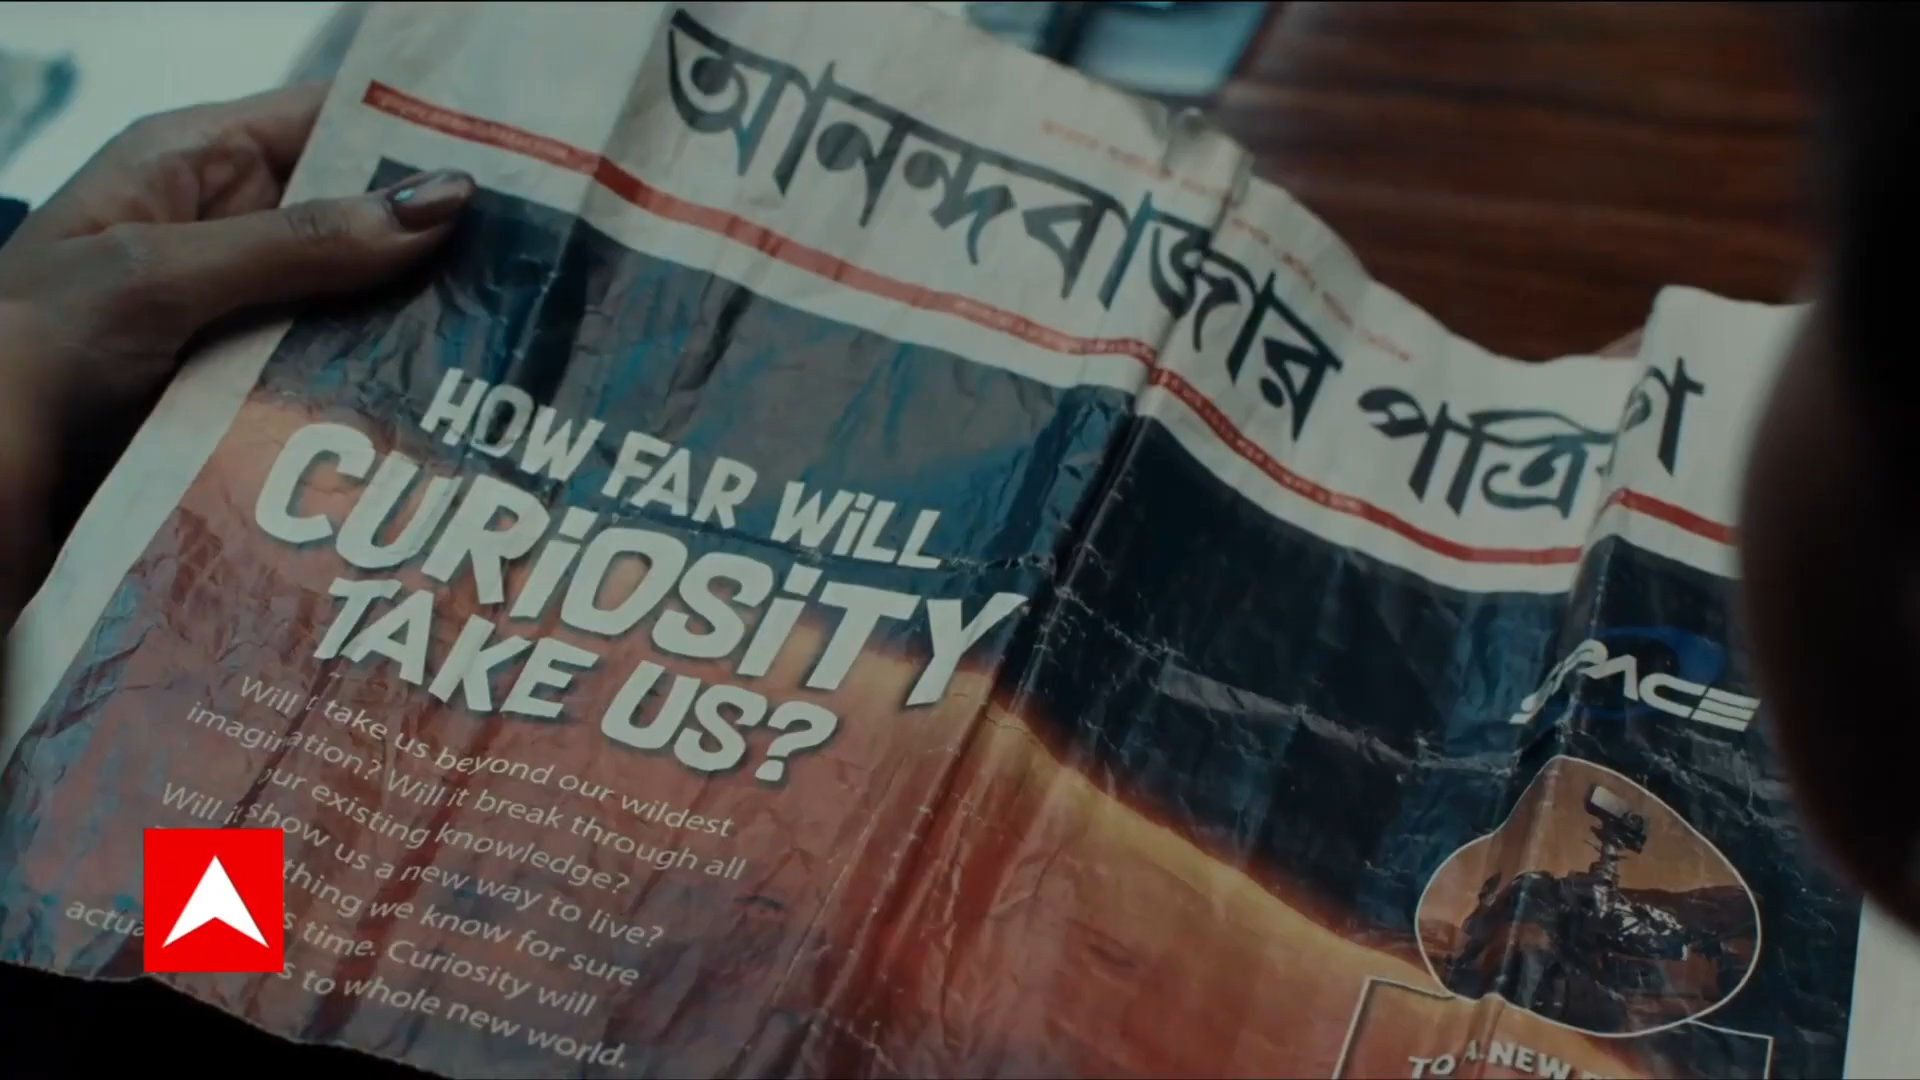 আনন্দবাজার পত্রিকা
HOW FAR WiLL
CURiOSiTY
TAKE US?
Will it take us beyond our wildest
imagination? Will it break through all
our existing knowledge?
Will it show us a new way to live?
thing we know for sure
time. Curiosity will
to whole new world.
SPACE
TO A NEW